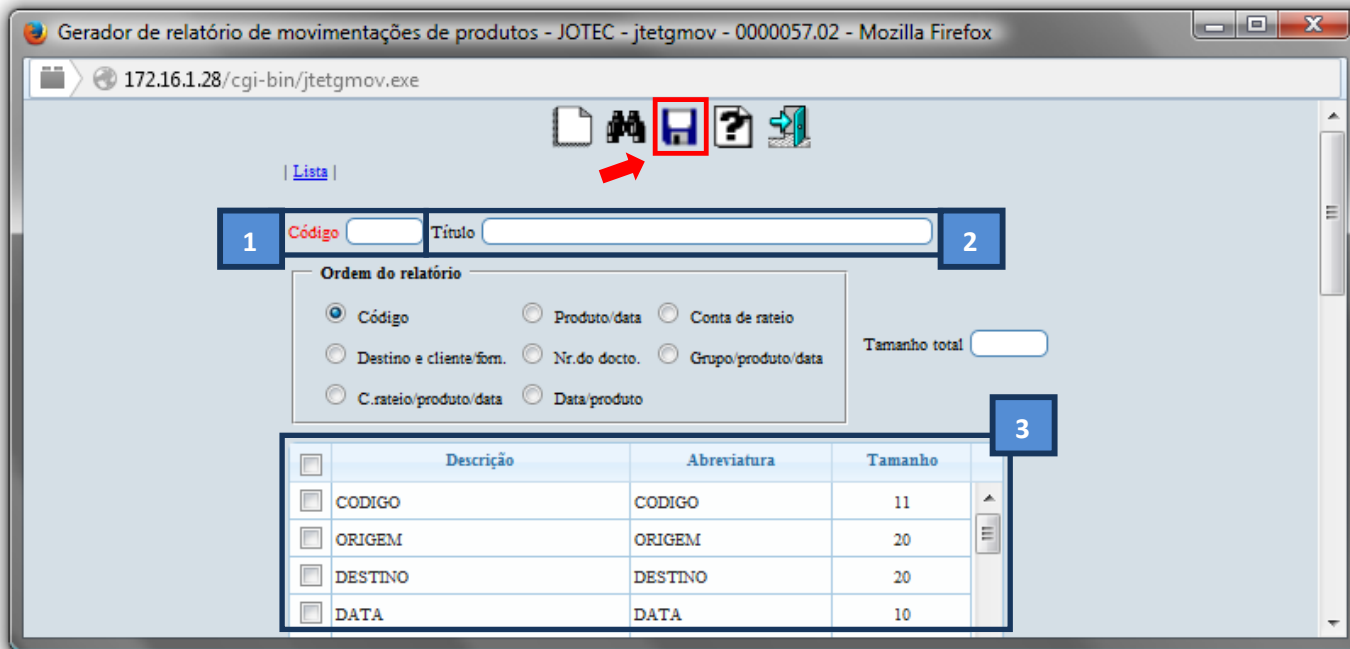 Gerador de relatório de movimentações de produtos - JOTEC - jtetgmov - 0000057.02 - Mozilla Firefox
172.16.1.28/cgi-bin/jtetgmov.exe
| Lista |
1 Código Título 2
Ordem do relatório
Código Produto/data Conta de rateio
Destino e cliente/forn. Nr.do docto. Grupo/produto/data Tamanho total
C.rateio/produto/data Data/produto
3
Descrição Abreviatura Tamanho
CODIGO CODIGO 11
ORIGEM ORIGEM 20
DESTINO DESTINO 20
DATA DATA 10